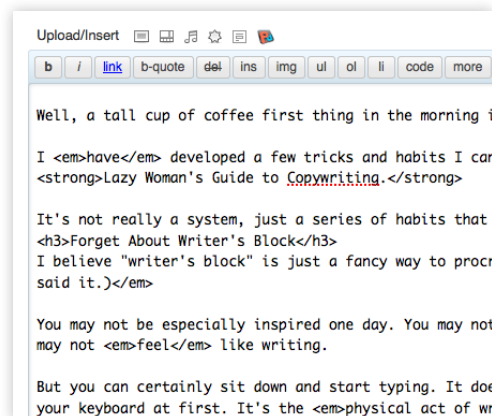 Upload/Insert
b i link b-quote del ins img ul ol li code more
Well, a tall cup of coffee first thing in the morning
I <em>have</em> developed a few tricks and habits I
<strong>Lazy Woman's Guide to Copywriting.</strong>
It's not really a system, just a series of habits that
<h3>Forget About Writer's Block</h3>
I believe "writer's block" is just a fancy way to
said it.)</em>
You may not be especially inspired one day. You may not
may not <em>feel</em> like writing.
But you can certainly sit down and start typing. It
your keyboard at first. It's the <em>physical act of